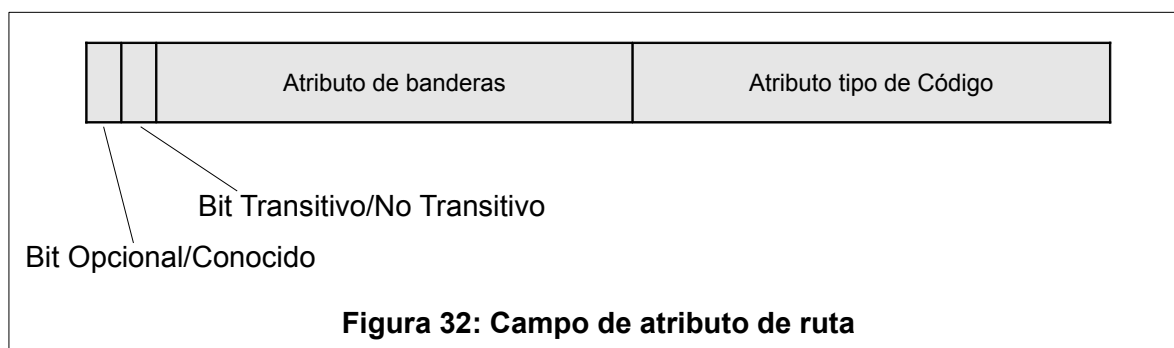 Atributo de banderas
Atributo tipo de Código
Bit Transitivo/No Transitivo
Bit Opcional/Conocido
Figura 32: Campo de atributo de ruta